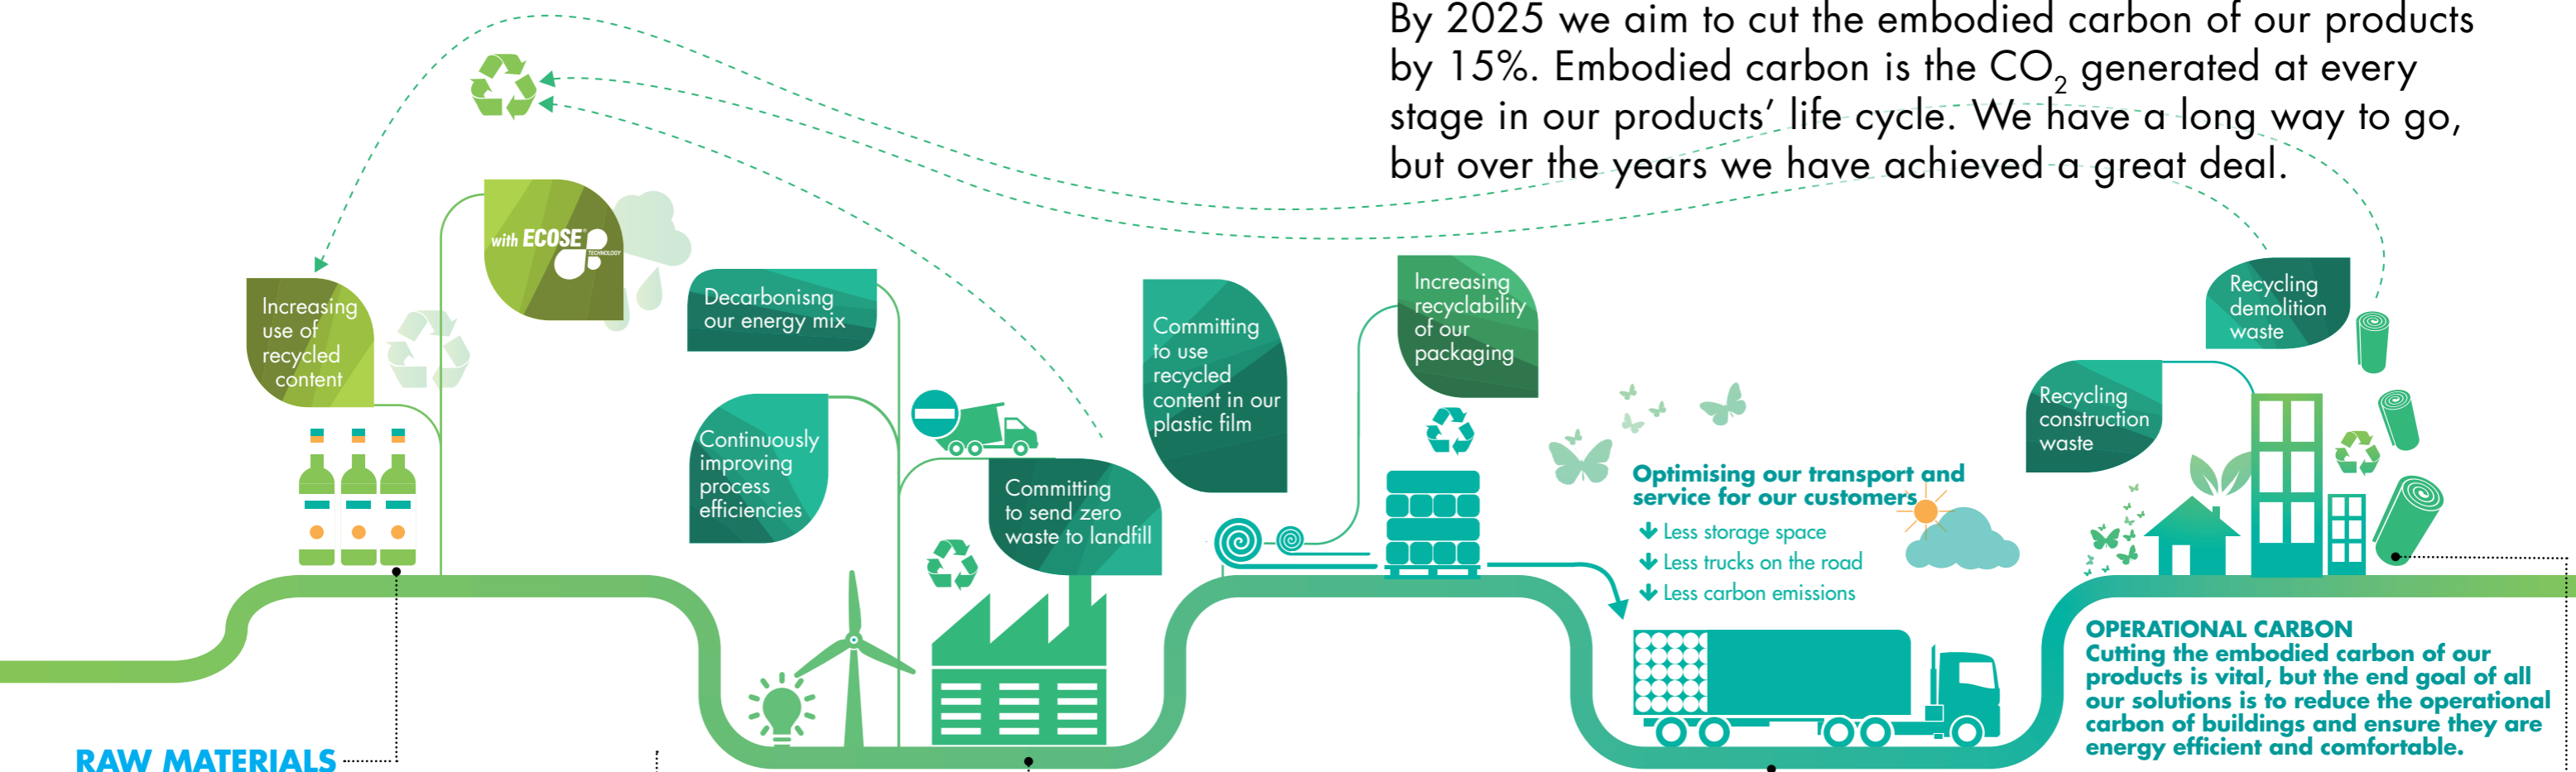 By 2025 we aim to cut the embodied carbon of our products
by 15%. Embodied carbon is the CO₂ generated at every
stage in our products’ life cycle. We have a long way to go,
but over the years we have achieved a great deal.
Increasing
use of
recycled
content
with ECOSE®
TECHNOLOGY
Decarbonisng
our energy mix
Continuously
improving
process
efficiencies
Committing
to send zero
waste to landfill
Committing
to use
recycled
content in our
plastic film
Increasing
recyclability
of our
packaging
Optimising our transport and
service for our customers
Less storage space
Less trucks on the road
Less carbon emissions
Recycling
demolition
waste
Recycling
construction
waste
OPERATIONAL CARBON
Cutting the embodied carbon of our
products is vital, but the end goal of all
our solutions is to reduce the operational
carbon of buildings and ensure they are
energy efficient and comfortable.
RAW MATERIALS